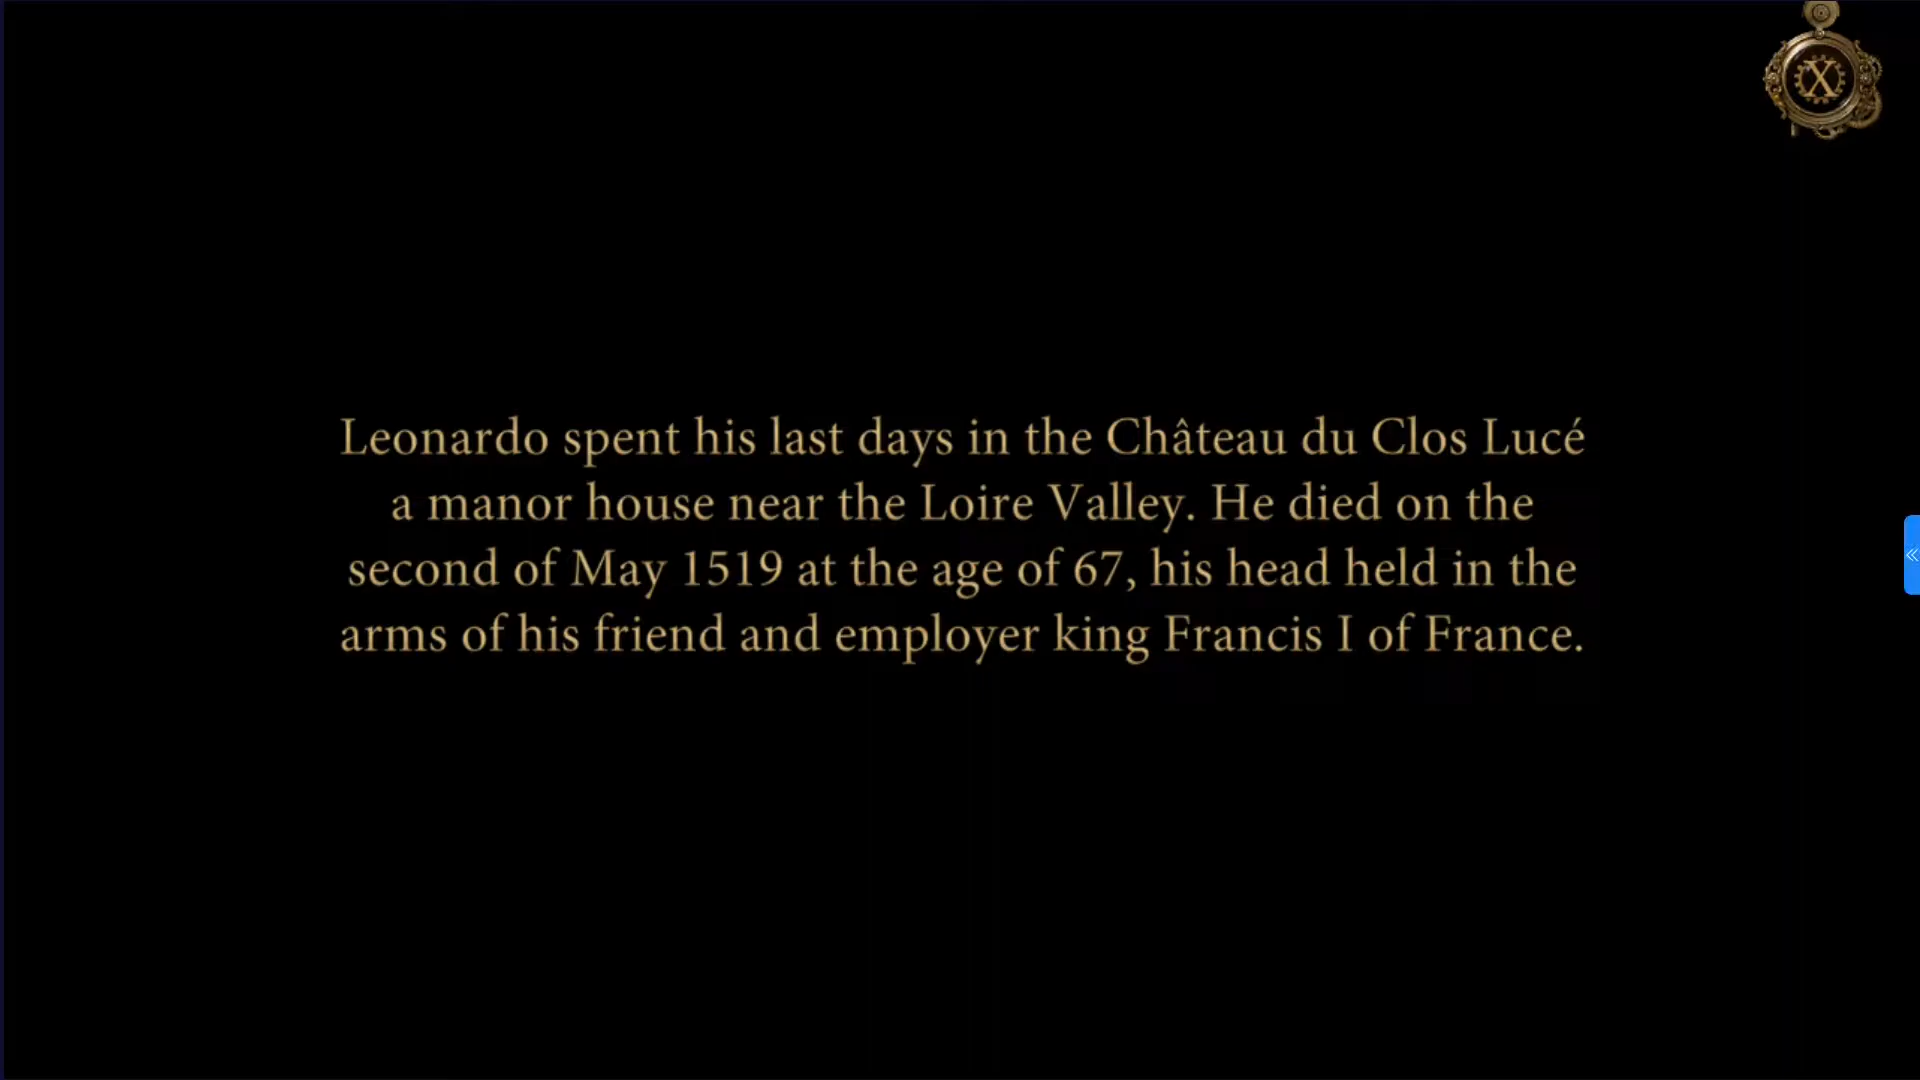 X
Leonardo spent his last days in the Château du Clos Lucé
a manor house near the Loire Valley. He died on the
second of May 1519 at the age of 67, his head held in the
arms of his friend and employer king Francis I of France.